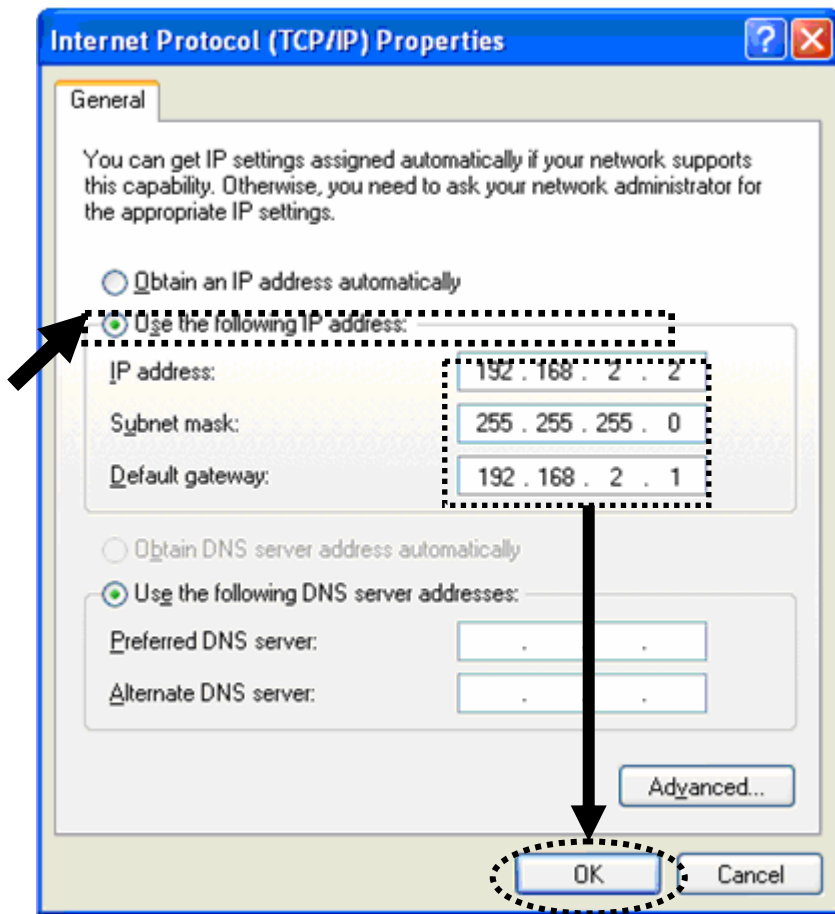 Internet Protocol (TCP/IP) Properties
General
You can get IP settings assigned automatically if your network supports
this capability. Otherwise, you need to ask your network administrator for
the appropriate IP settings.
Obtain an IP address automatically
Use the following IP address:
IP address: 192 . 168 . 2 . 2
Subnet mask: 255 . 255 . 255 . 0
Default gateway: 192 . 168 . 2 . 1
Obtain DNS server address automatically
Use the following DNS server addresses:
Preferred DNS server: . . .
Alternate DNS server: . . .
Advanced...
OK Cancel